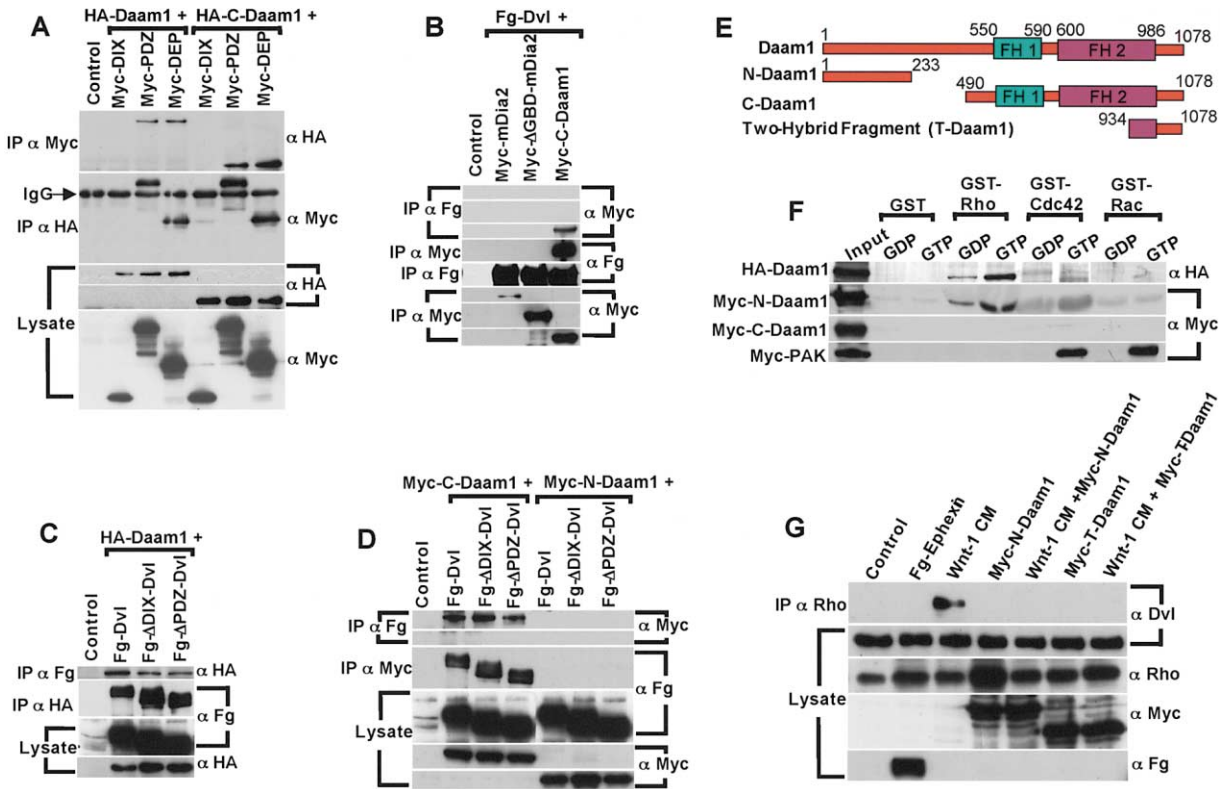 A
HA-Daam1 + HA-C-Daam1 +
Control
Myc-DIX
Myc-PDZ
Myc-DEP
Myc-DIX
Myc-PDZ
Myc-DEP
IP α Myc
α HA
IgG
IP α HA
α Myc
α HA
Lysate
α Myc
B
Fg-Dvl +
Control
Myc-mDia2
Myc-ΔGBD-mDia2
Myc-C-Daam1
IP α Fg
α Myc
IP α Myc
α Fg
IP α Fg
IP α Myc
α Myc
E
1 550 590 600 986 1078
Daam1 FH 1 FH 2
1 233
N-Daam1
490 1078
C-Daam1 FH 1 FH 2
Two-Hybrid Fragment (T-Daam1) 934 1078
F
GST GST-Rho GST-Cdc42 GST-Rac
Input GDP GTP GDP GTP GDP GTP GDP GTP
HA-Daam1 α HA
Myc-N-Daam1
Myc-C-Daam1 α Myc
Myc-PAK
C
HA-Daam1 +
Control
Fg-Dvl
Fg-ΔDIX-Dvl
Fg-ΔPDZ-Dvl
IP α Fg α HA
IP α HA
α Fg
Lysate
α HA
D
Myc-C-Daam1 + Myc-N-Daam1 +
Control
Fg-Dvl
Fg-ΔDIX-Dvl
Fg-ΔPDZ-Dvl
Fg-Dvl
Fg-ΔDIX-Dvl
Fg-ΔPDZ-Dvl
IP α Fg α Myc
IP α Myc
α Fg
Lysate
α Myc
G
Control
Fg-Ephexin
Wnt-1 CM
Myc-N-Daam1
Wnt-1 CM +Myc-N-Daam1
Myc-T-Daam1
Wnt-1 CM + Myc-T-Daam1
IP α Rho
α Dvl
α Rho
Lysate
α Myc
α Fg